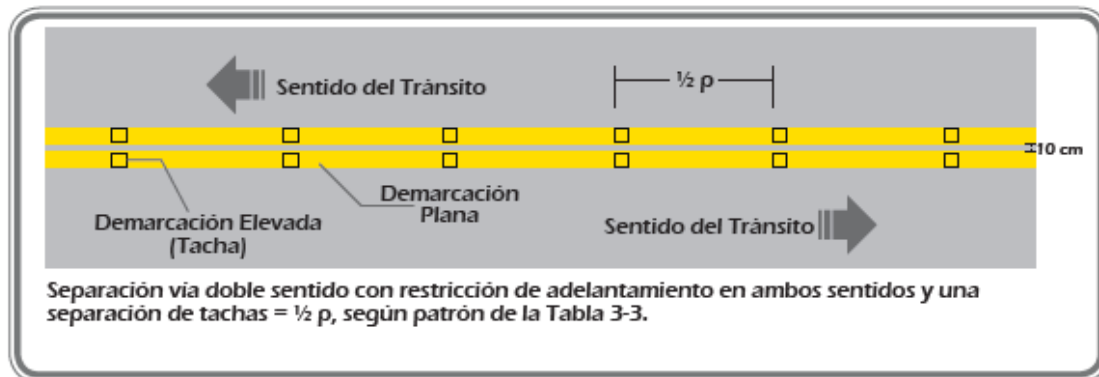 Sentido del Tránsito
½ ρ
10 cm
Demarcación Elevada
(Tacha)
Demarcación
Plana
Sentido del Tránsito
Separación vía doble sentido con restricción de adelantamiento en ambos sentidos y una
separación de tachas = ½ ρ, según patrón de la Tabla 3-3.